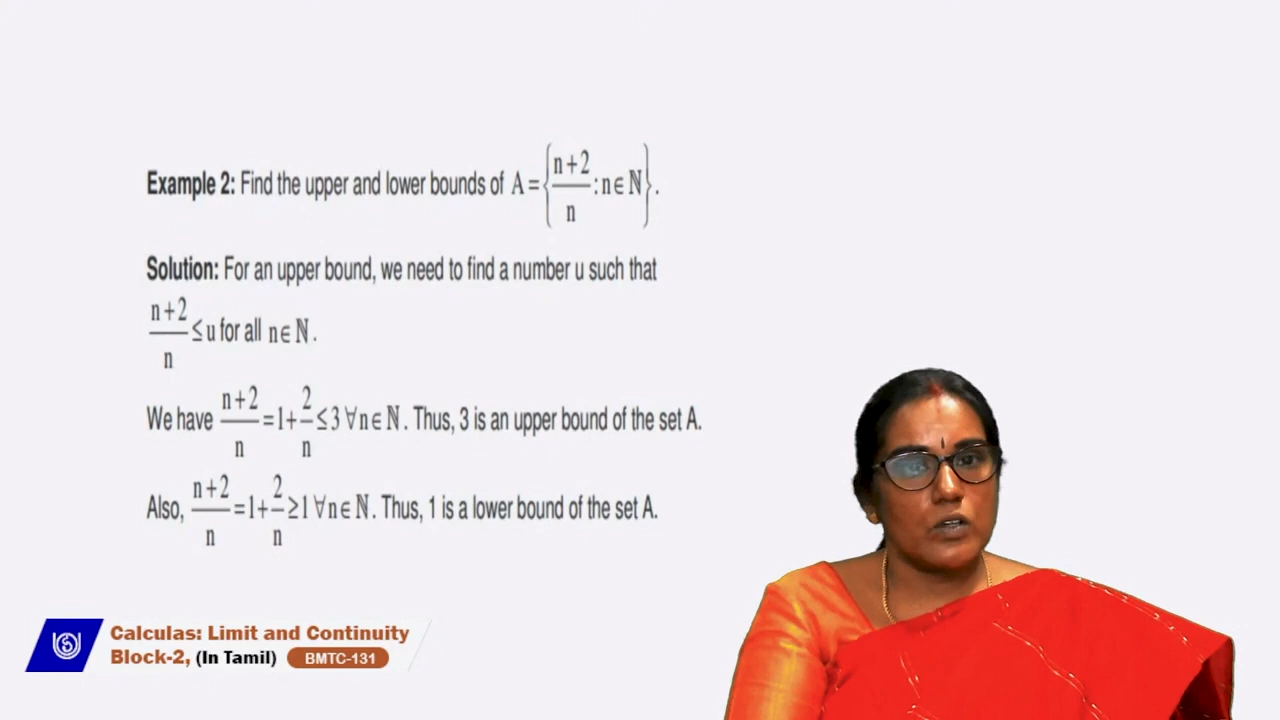 Example 2: Find the upper and lower bounds of A = {n+2/n : n ∈ ℕ}.
Solution: For an upper bound, we need to find a number u such that
n+2/n ≤ u for all n ∈ ℕ.
We have n+2/n = 1+2/n ≤ 3 ∀ n ∈ ℕ. Thus, 3 is an upper bound of the set A.
Also, n+2/n = 1+2/n ≥ 1 ∀ n ∈ ℕ. Thus, 1 is a lower bound of the set A.
Calculas: Limit and Continuity
Block-2, (In Tamil) BMTC-131